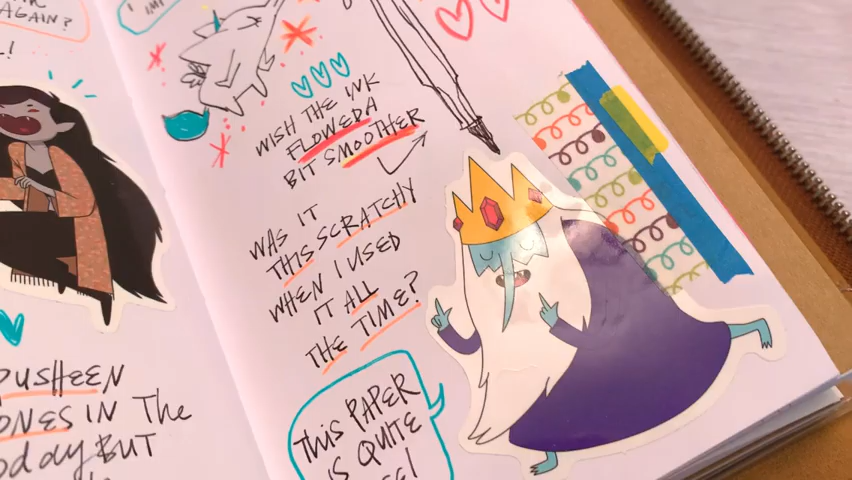 AGAIN?
WISH THE INK
FLOWED A
BIT SMOOTHER
WAS IT
THIS SCRATCHY
WHEN I USED
IT ALL
THE TIME?
THIS PAPER
IS QUITE
PUSHEEN
ONES IN The
TODAY BUT